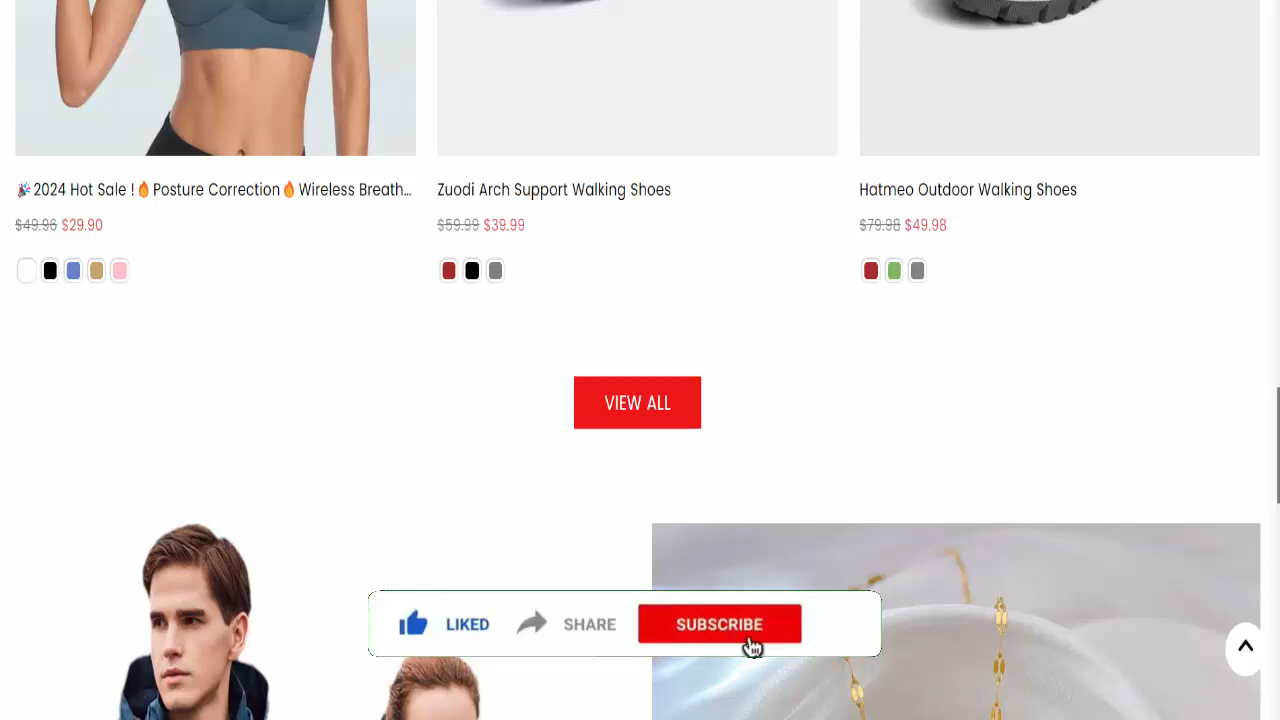 🎉2024 Hot Sale !🔥Posture Correction🔥Wireless Breath...
$49.96 $29.90
Zuodi Arch Support Walking Shoes
$59.99 $39.99
Hatmeo Outdoor Walking Shoes
$79.98 $49.98
VIEW ALL
LIKED
SHARE
SUBSCRIBE